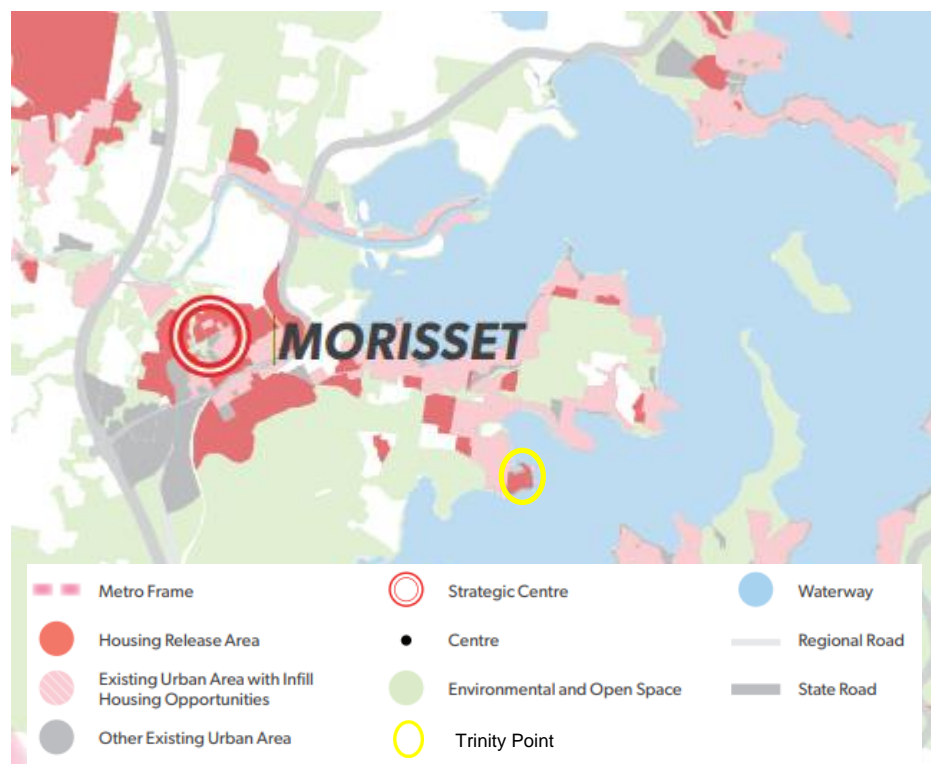 MORISSET
Metro Frame
Strategic Centre
Waterway
Housing Release Area
Centre
Regional Road
Existing Urban Area with Infill
Housing Opportunities
Environmental and Open Space
State Road
Other Existing Urban Area
Trinity Point